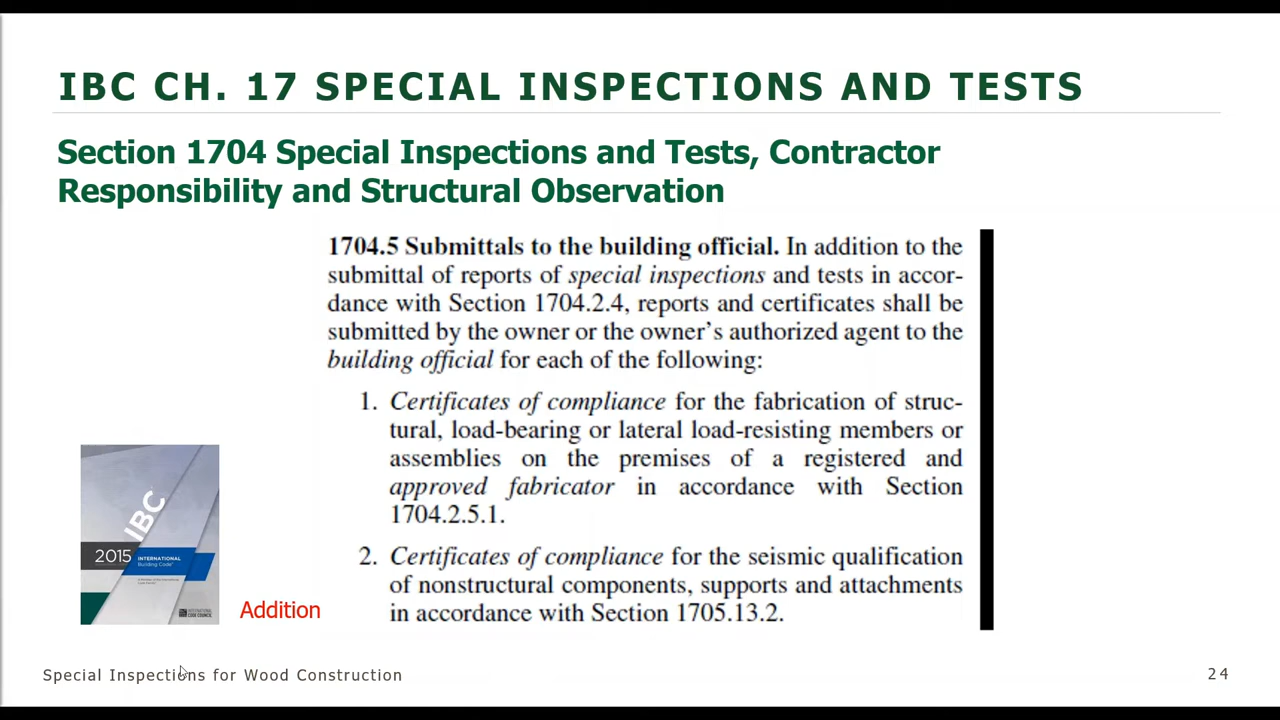 IBC CH. 17 SPECIAL INSPECTIONS AND TESTS
Section 1704 Special Inspections and Tests, Contractor
Responsibility and Structural Observation
1704.5 Submittals to the building official. In addition to the
submittal of reports of special inspections and tests in accor-
dance with Section 1704.2.4, reports and certificates shall be
submitted by the owner or the owner's authorized agent to the
building official for each of the following:
1. Certificates of compliance for the fabrication of struc-
tural, load-bearing or lateral load-resisting members or
assemblies on the premises of a registered and
approved fabricator in accordance with Section
1704.2.5.1.
2. Certificates of compliance for the seismic qualification
of nonstructural components, supports and attachments
in accordance with Section 1705.13.2.
IBC
2015
INTERNATIONAL
Building Code
INTERNATIONAL
CODE COUNCIL
Addition
Special Inspections for Wood Construction
24